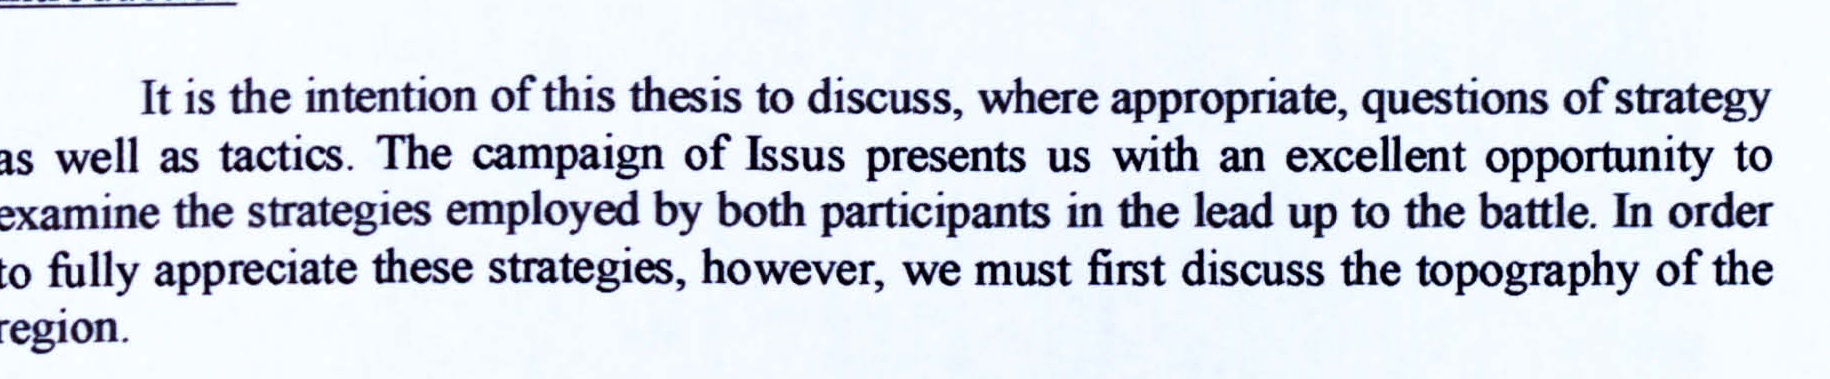 It is the intention of this thesis to discuss, where appropriate, questions of strategy
as well as tactics. The campaign of Issus presents us with an excellent opportunity to
examine the strategies employed by both participants in the lead up to the battle. In order
to fully appreciate these strategies, however, we must first discuss the topography of the
region.